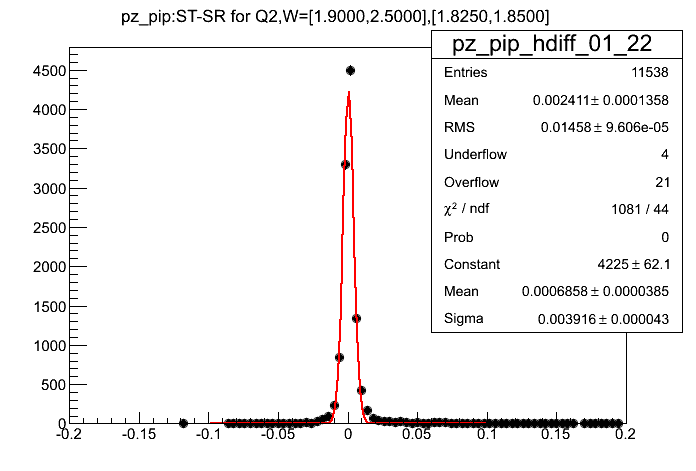 pz_pip:ST-SR for Q2,W=[1.9000,2.5000],[1.8250,1.8500]
pz_pip_hdiff_01_22
Entries 11538
Mean 0.002411± 0.0001358
RMS 0.01458± 9.606e-05
Underflow 4
Overflow 21
χ² / ndf 1081 / 44
Prob 0
Constant 4225± 62.1
Mean 0.0006858± 0.0000385
Sigma 0.003916± 0.000043
4500
4000
3500
3000
2500
2000
1500
1000
500
0
-0.2 -0.15 -0.1 -0.05 0 0.05 0.1 0.15 0.2